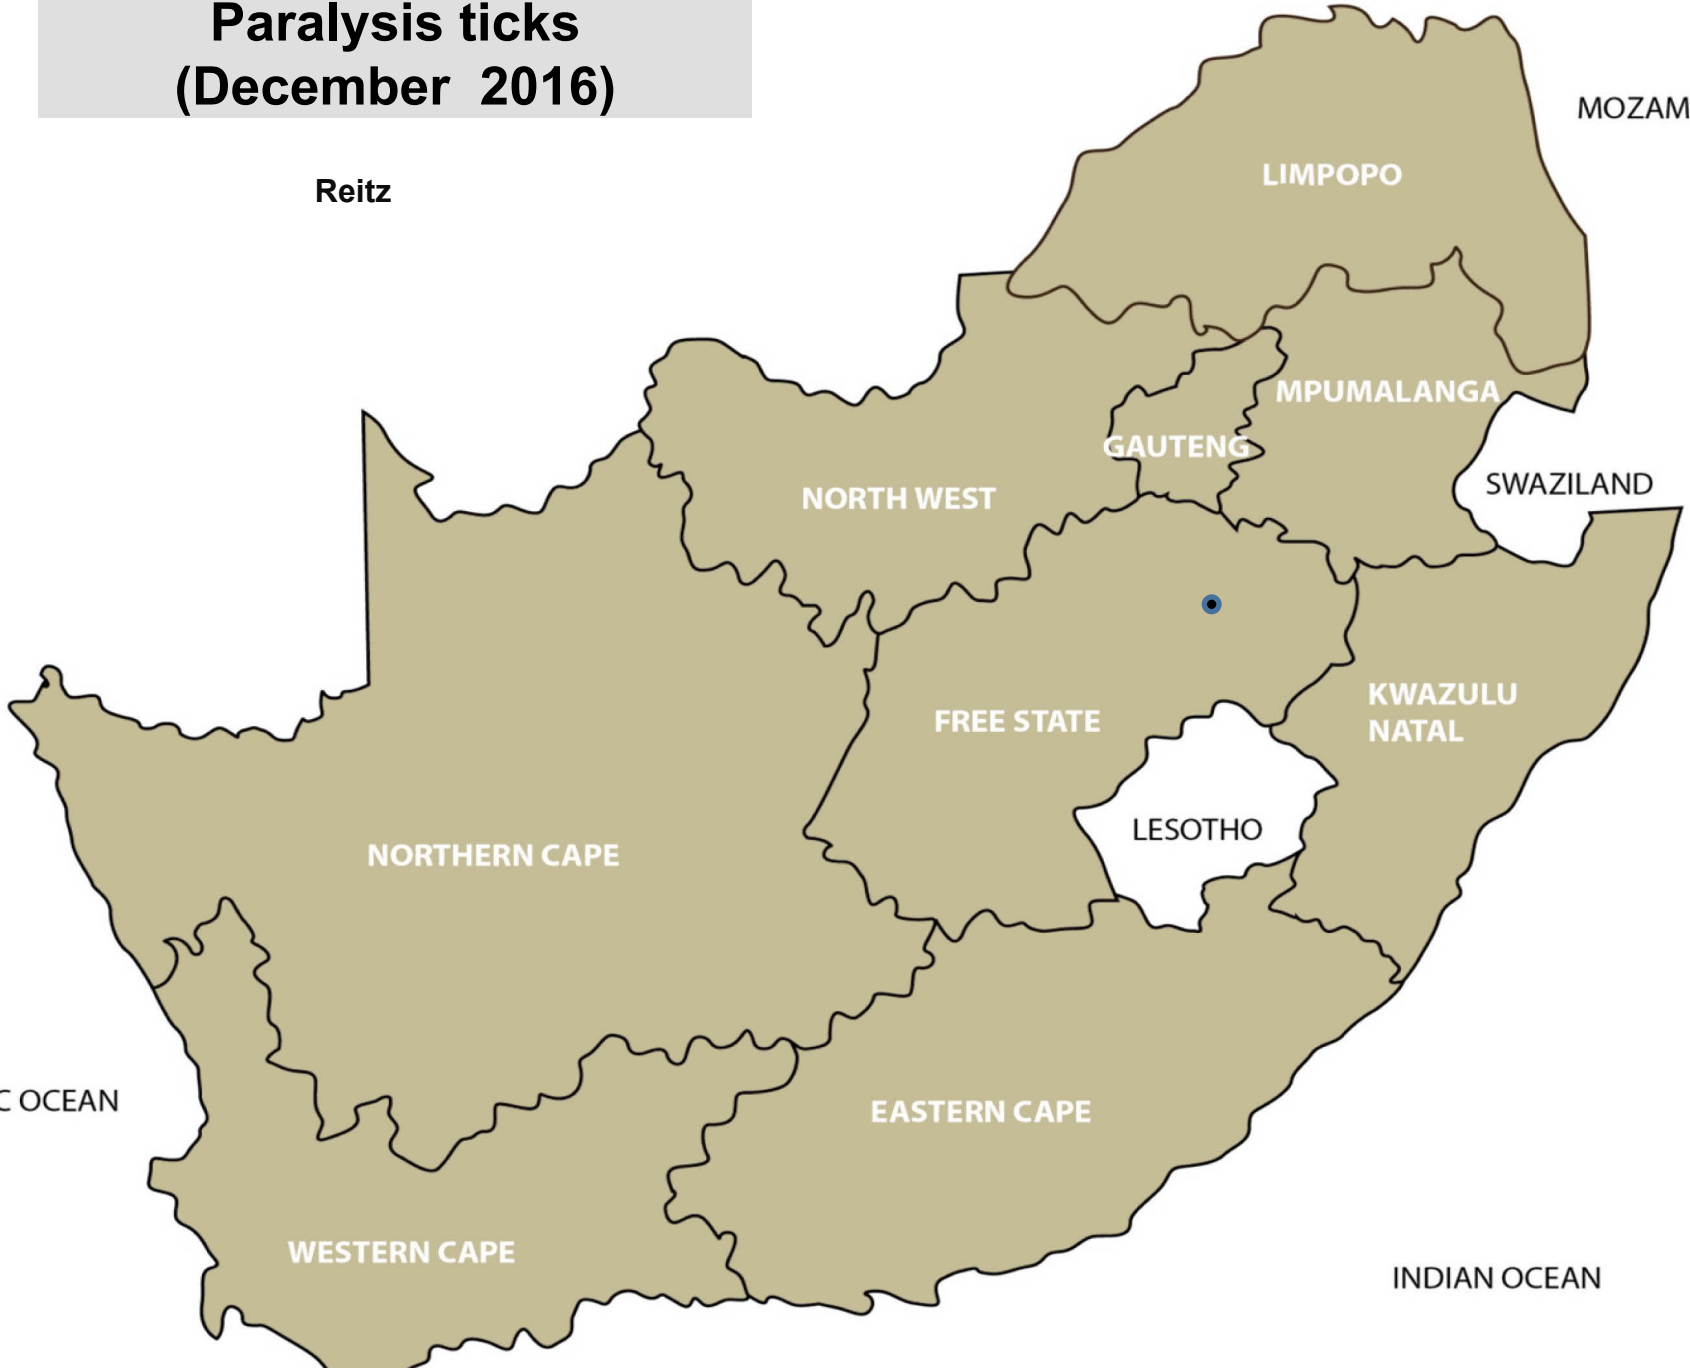 Paralysis ticks
(December 2016)
MOZAM
Reitz
LIMPOPO
MPUMALANGA
GAUTENG
SWAZILAND
NORTH WEST
KWAZULU
NATAL
FREE STATE
LESOTHO
NORTHERN CAPE
C OCEAN
EASTERN CAPE
WESTERN CAPE
INDIAN OCEAN